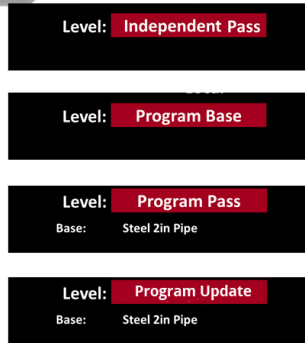 Level: Independent Pass
Level: Program Base
Level: Program Pass
Base: Steel 2in Pipe
Level: Program Update
Base: Steel 2in Pipe